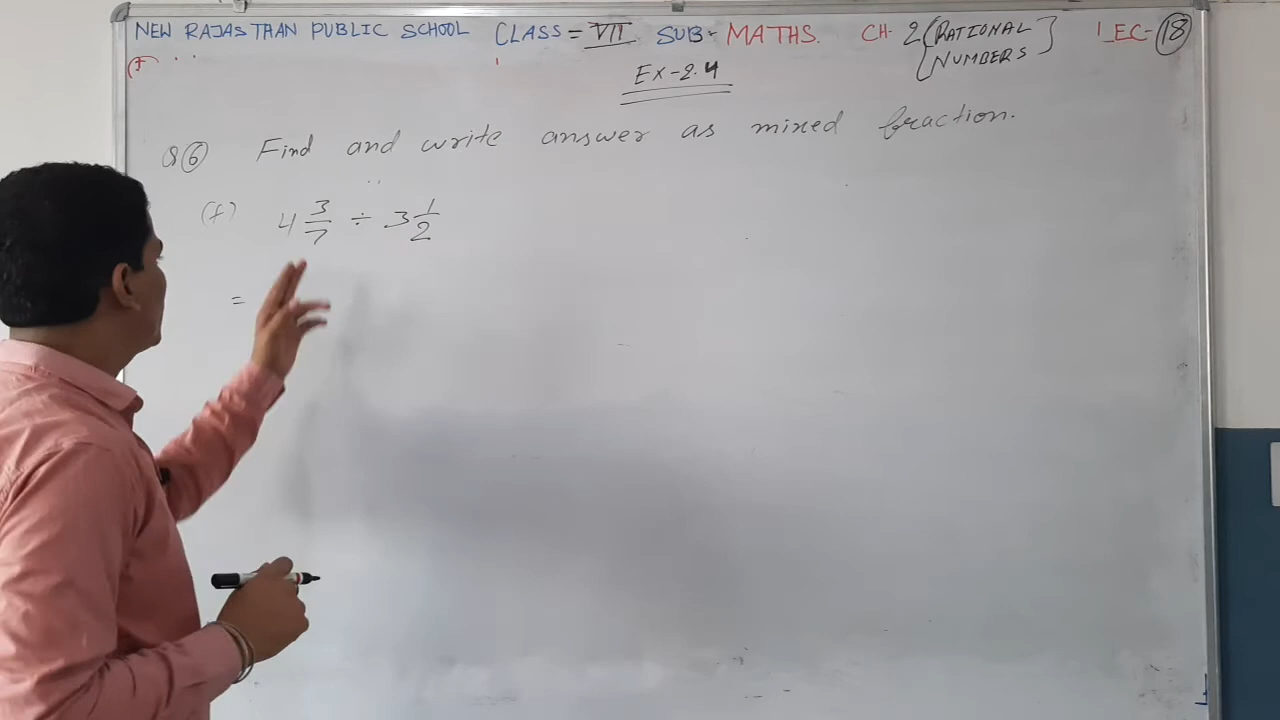 NEW RAJASTHAN PUBLIC SCHOOL CLASS = VII SUB - MATHS. CH- 2 (RATIONAL NUMBERS) LEC- 18
Ex-2.4
Q 6 Find and write answer as mixed fraction.
(f) 4 3/7 ÷ 3 1/2
=